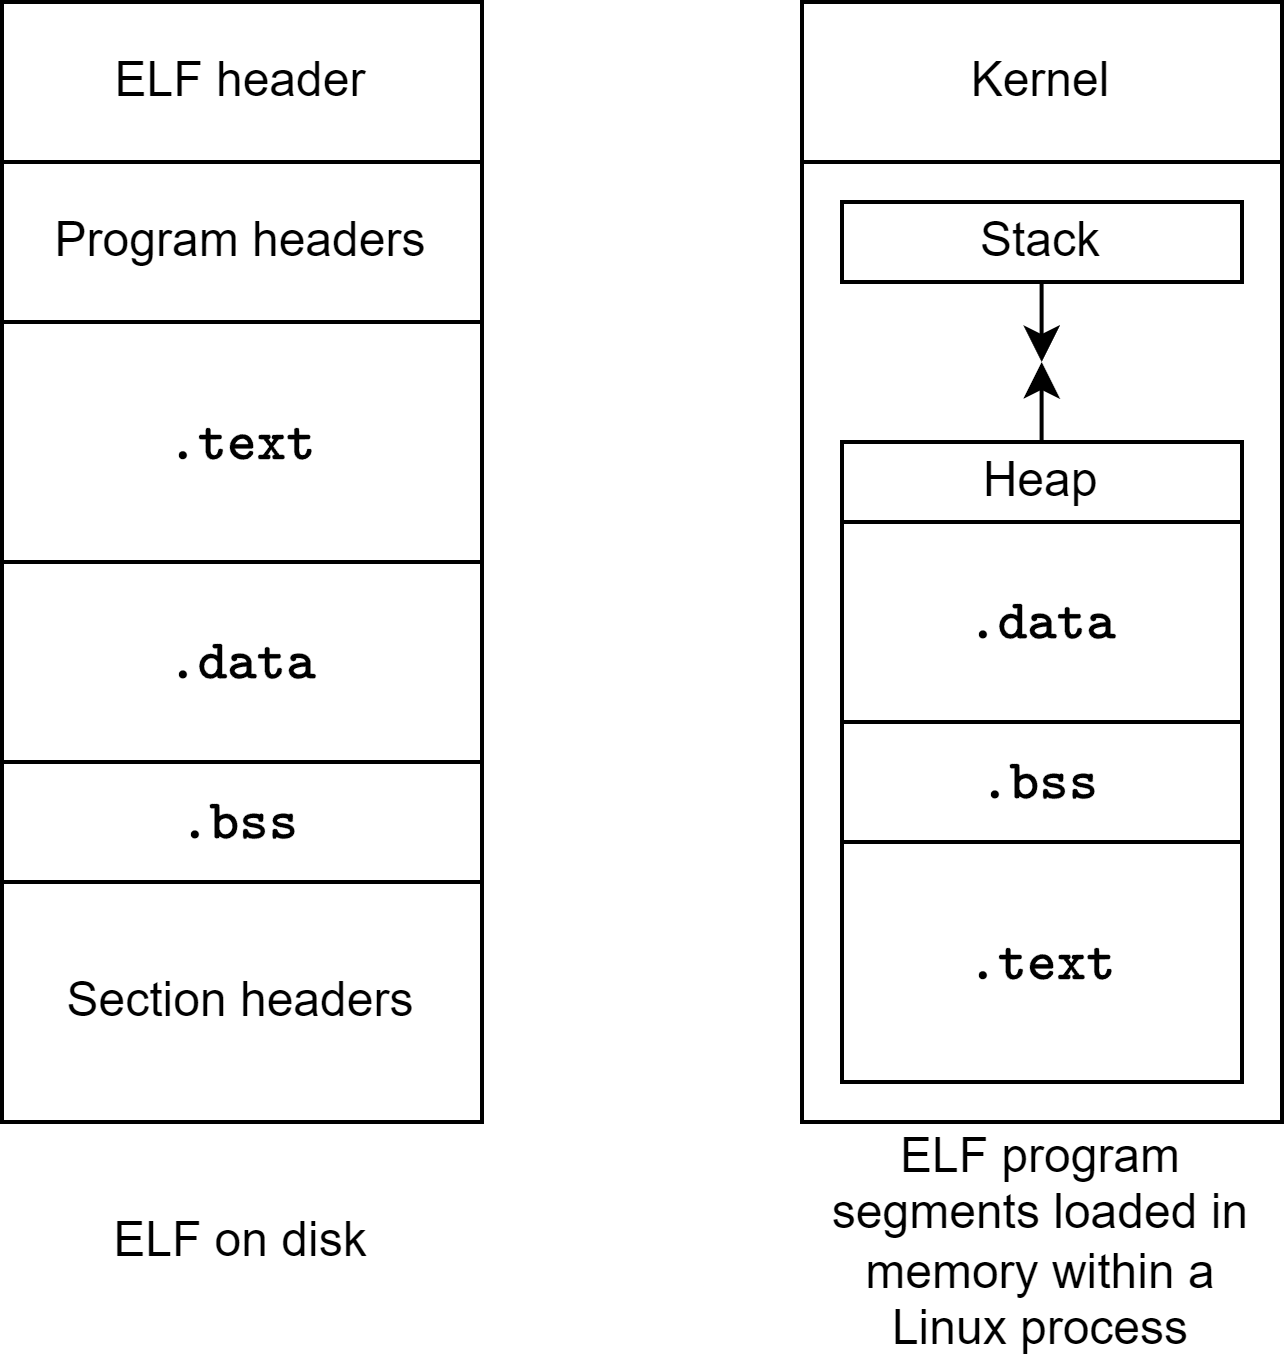 ELF header
Program headers
.text
.data
.bss
Section headers
ELF on disk
Kernel
Stack
Heap
.data
.bss
.text
ELF program
segments loaded in
memory within a
Linux process